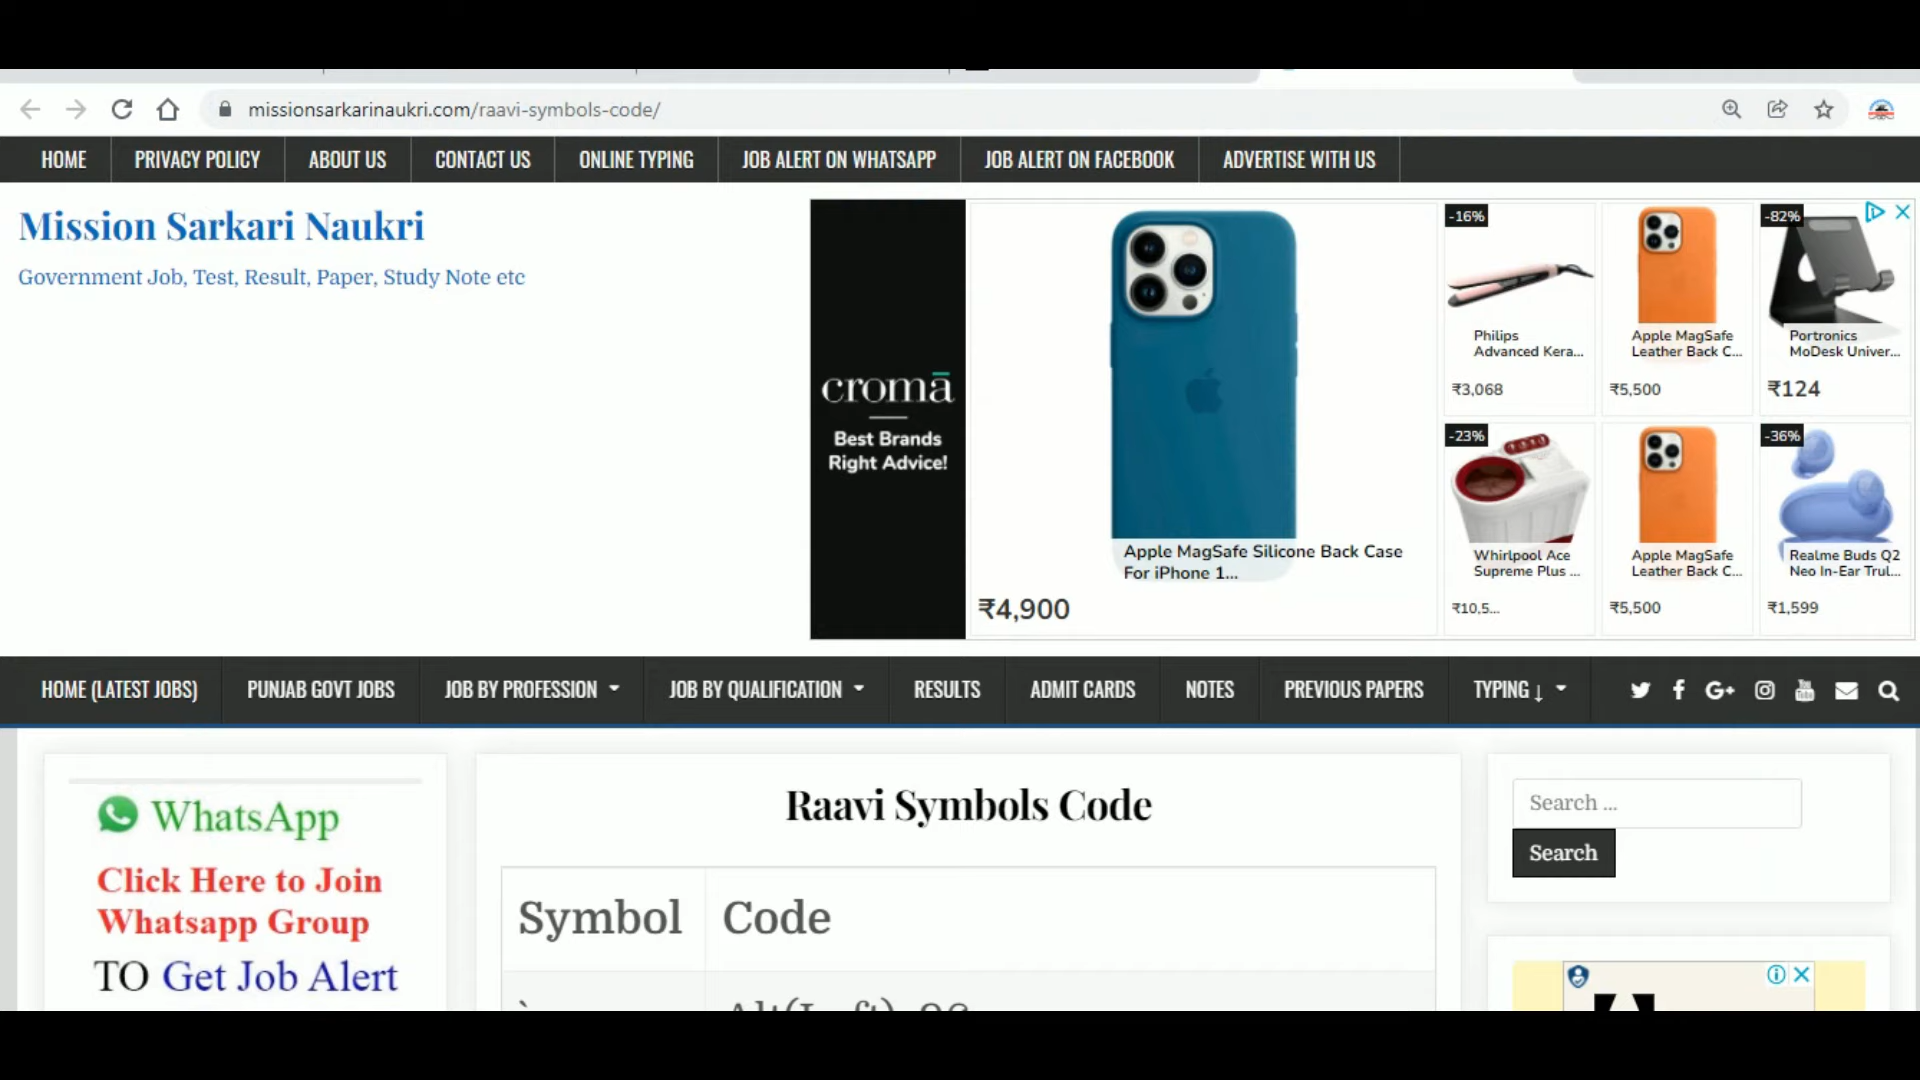 missionsarkarinaukri.com/raavi-symbols-code/
HOME PRIVACY POLICY ABOUT US CONTACT US ONLINE TYPING JOB ALERT ON WHATSAPP JOB ALERT ON FACEBOOK ADVERTISE WITH US
Mission Sarkari Naukri
Government Job, Test, Result, Paper, Study Note etc
cromā
Best Brands
Right Advice!
Apple MagSafe Silicone Back Case
For iPhone 1...
₹4,900
-16%
Philips
Advanced Kera...
₹3,068
Apple MagSafe
Leather Back C...
₹5,500
-82%
Portronics
MoDesk Univer...
₹124
-23%
Whirlpool Ace
Supreme Plus ...
₹10,5...
Apple MagSafe
Leather Back C...
₹5,500
-36%
Realme Buds Q2
Neo In-Ear Trul...
₹1,599
HOME (LATEST JOBS) PUNJAB GOVT JOBS JOB BY PROFESSION JOB BY QUALIFICATION RESULTS ADMIT CARDS NOTES PREVIOUS PAPERS TYPING ↓
WhatsApp
Click Here to Join
Whatsapp Group
TO Get Job Alert
Raavi Symbols Code
Symbol Code
Search ...
Search